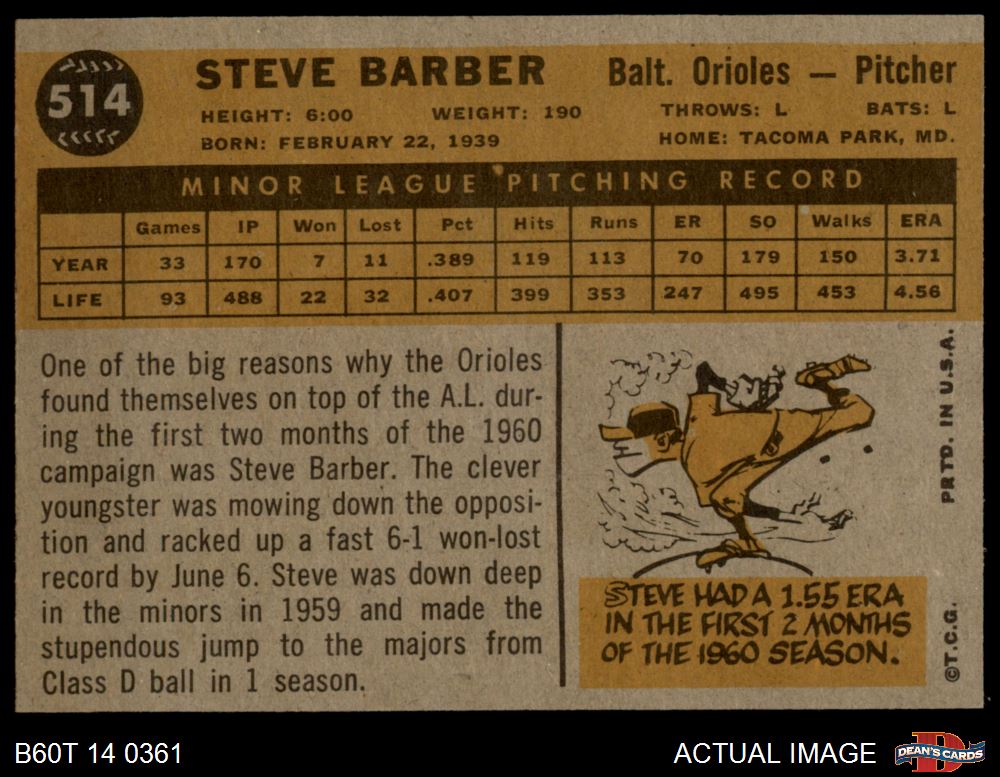 514
STEVE BARBER
Balt. Orioles — Pitcher
HEIGHT: 6:00 WEIGHT: 190 THROWS: L BATS: L
BORN: FEBRUARY 22, 1939 HOME: TACOMA PARK, MD.
MINOR LEAGUE PITCHING RECORD
Games IP Won Lost Pct Hits Runs ER SO Walks ERA
YEAR 33 170 7 11 .389 119 113 70 179 150 3.71
LIFE 93 488 22 32 .407 399 353 247 495 453 4.56
One of the big reasons why the Orioles
found themselves on top of the A.L. dur-
ing the first two months of the 1960
campaign was Steve Barber. The clever
youngster was mowing down the opposi-
tion and racked up a fast 6-1 won-lost
record by June 6. Steve was down deep
in the minors in 1959 and made the
stupendous jump to the majors from
Class D ball in 1 season.
STEVE HAD A 1.55 ERA
IN THE FIRST 2 MONTHS
OF THE 1960 SEASON.
©T.C.G. PRTD. IN U.S.A.
B60T 14 0361
ACTUAL IMAGE
DEAN'S CARDS